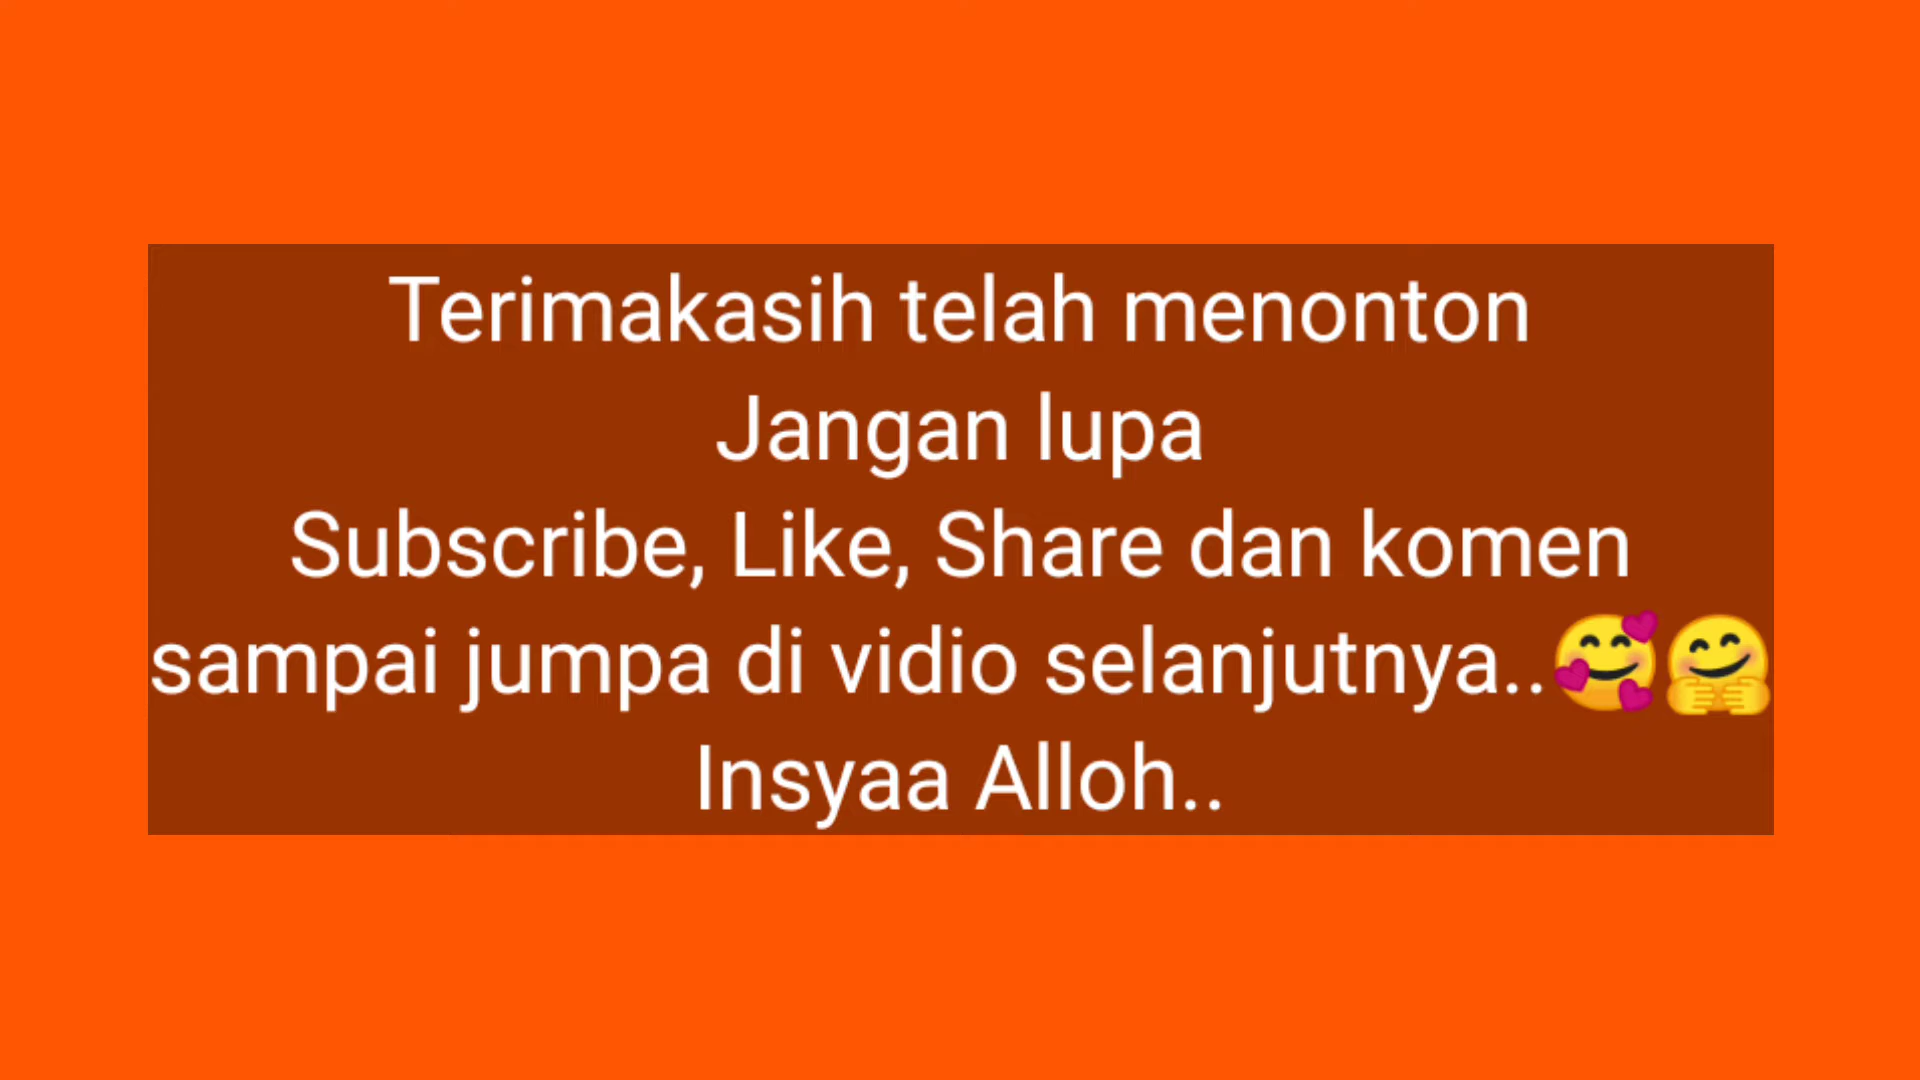 Terimakasih telah menonton
Jangan lupa
Subscribe, Like, Share dan komen
sampai jumpa di vidio selanjutnya..🥰🤗
Insyaa Alloh..